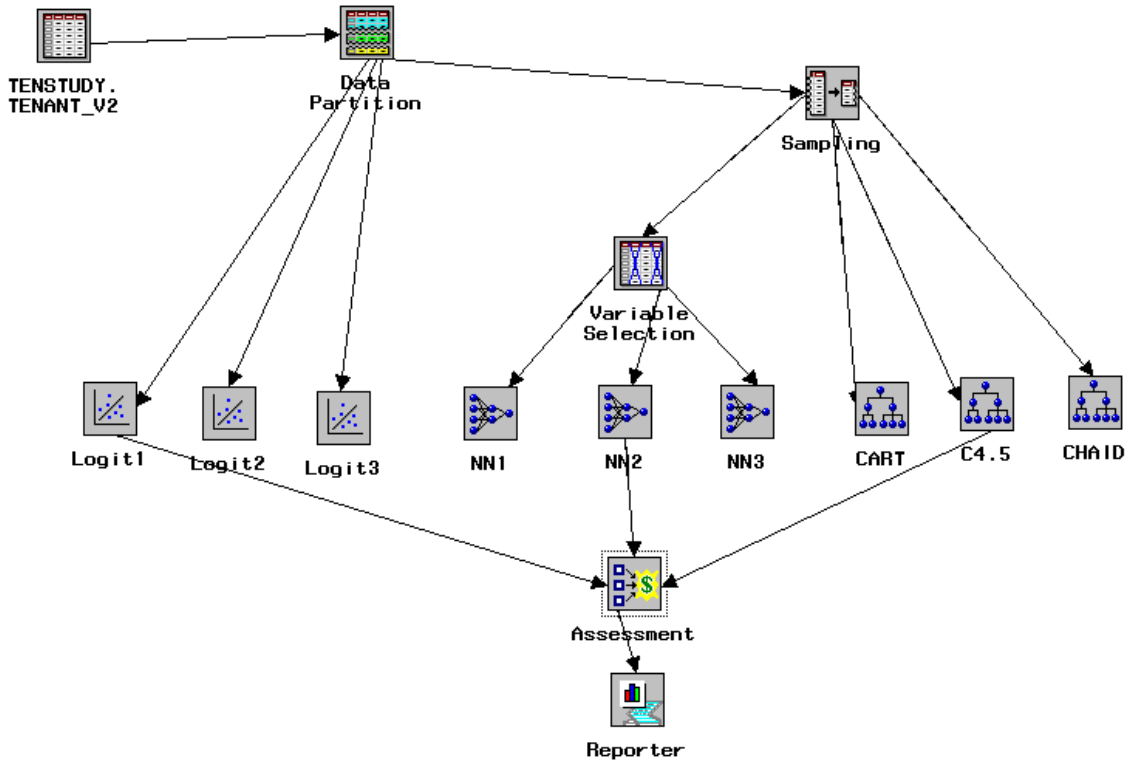 TENSTUDY.
TENANT_V2
Data
Partition
Sampling
Variable
Selection
Logit1
Logit2
Logit3
NN1
NN2
NN3
CART
C4.5
CHAID
$
Assessment
Reporter